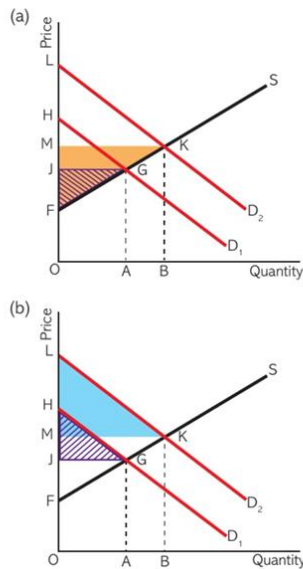 (a)
Price
L
H
S
M
K
J
G
F
D2
D1
O
A
B
Quantity
(b)
Price
L
S
H
M
K
J
G
F
D2
D1
O
A
B
Quantity